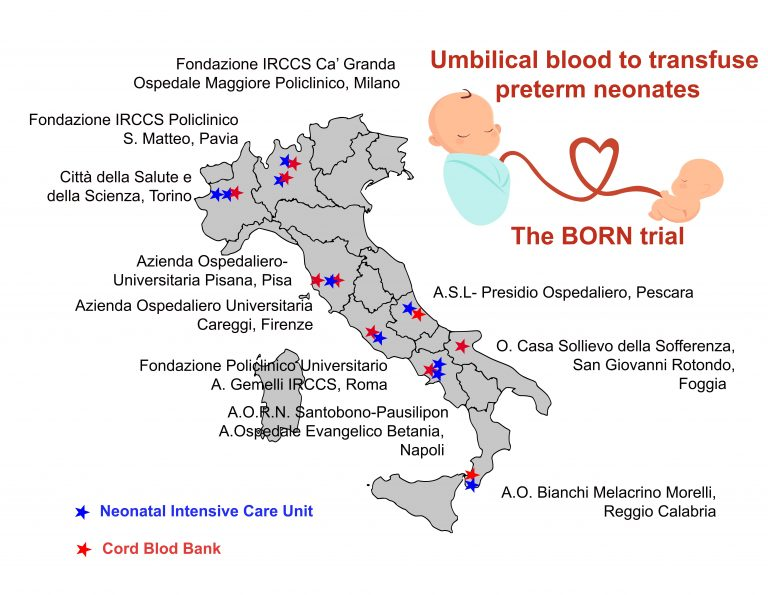 Fondazione IRCCS Ca’ Granda
Ospedale Maggiore Policlinico, Milano
Umbilical blood to transfuse
preterm neonates
Fondazione IRCCS Policlinico
S. Matteo, Pavia
Città della Salute e
della Scienza, Torino
The BORN trial
Azienda Ospedaliero-
Universitaria Pisana, Pisa
A.S.L- Presidio Ospedaliero, Pescara
Azienda Ospedaliero Universitaria
Careggi, Firenze
O. Casa Sollievo della Sofferenza,
San Giovanni Rotondo,
Foggia
Fondazione Policlinico Universitario
A. Gemelli IRCCS, Roma
A.O.R.N. Santobono-Pausilipon
A.Ospedale Evangelico Betania,
Napoli
A.O. Bianchi Melacrino Morelli,
Reggio Calabria
Neonatal Intensive Care Unit
Cord Blod Bank